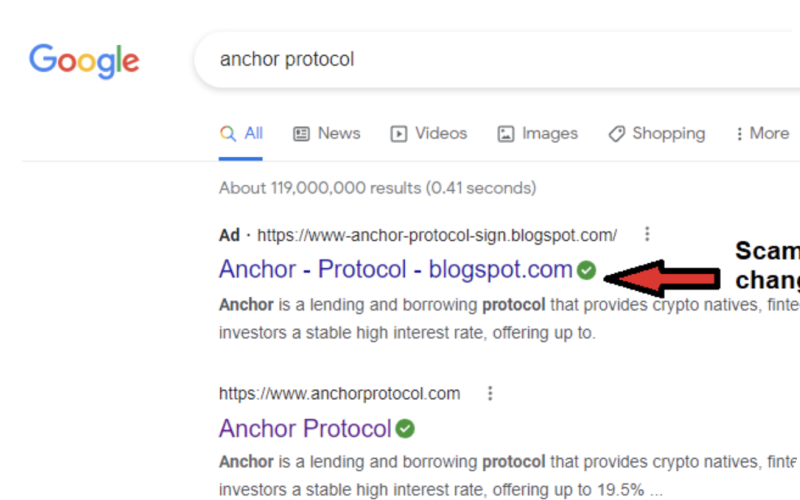 Google
anchor protocol
All News Videos Images Shopping More
About 119,000,000 results (0.41 seconds)
Ad · https://www-anchor-protocol-sign.blogspot.com/
Anchor - Protocol - blogspot.com
Scam
chang
Anchor is a lending and borrowing protocol that provides crypto natives, finte
investors a stable high interest rate, offering up to.
https://www.anchorprotocol.com
Anchor Protocol
Anchor is a lending and borrowing protocol that provides crypto natives, finte
investors a stable high interest rate, offering up to 19.5% ...